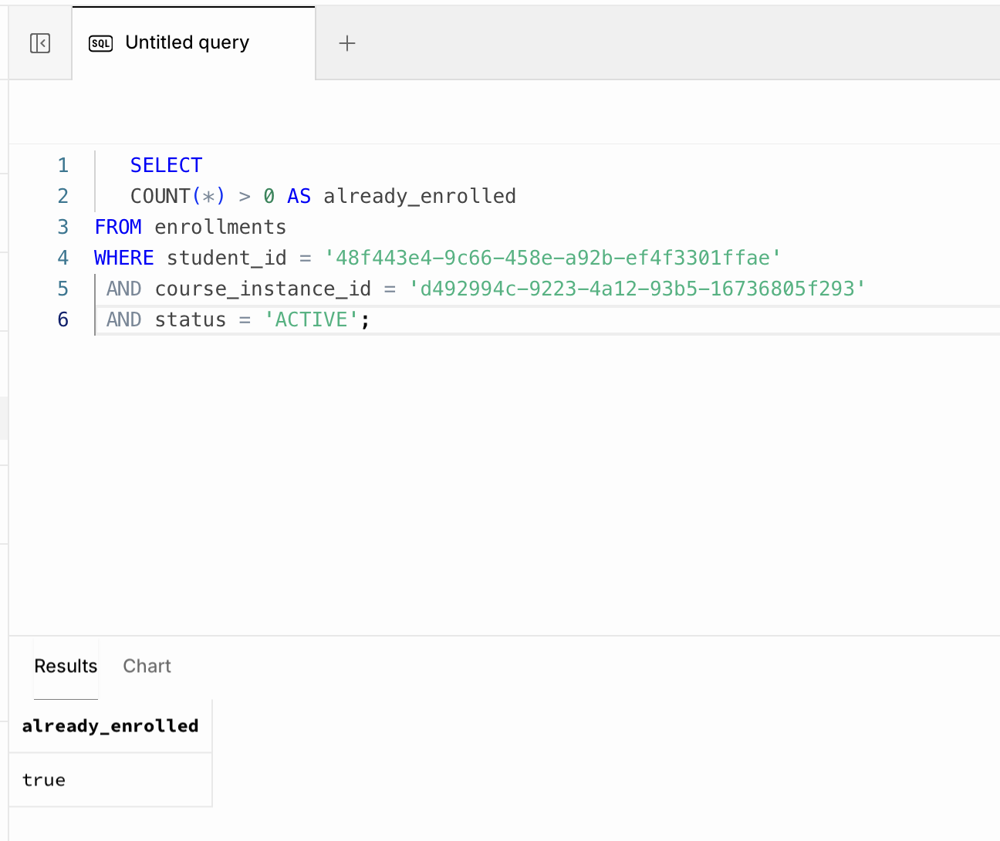 SQL Untitled query +
1 SELECT
2 COUNT(*) > 0 AS already_enrolled
3 FROM enrollments
4 WHERE student_id = '48f443e4-9c66-458e-a92b-ef4f3301ffae'
5 AND course_instance_id = 'd492994c-9223-4a12-93b5-16736805f293'
6 AND status = 'ACTIVE';
Results Chart
already_enrolled
true